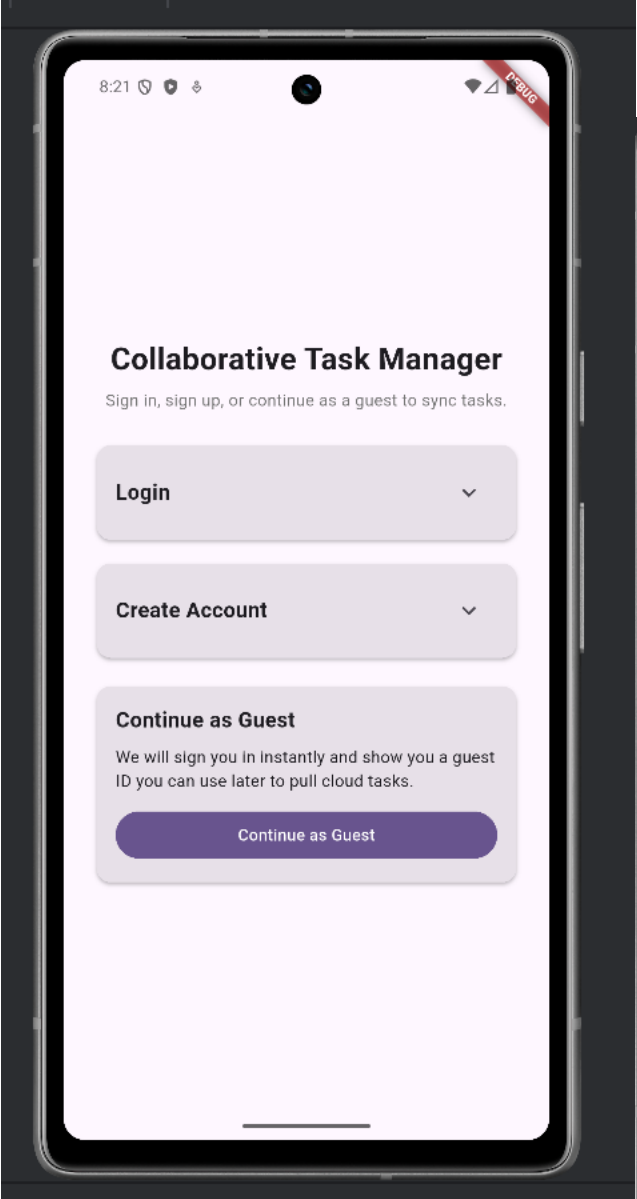 8:21
DEBUG
Collaborative Task Manager
Sign in, sign up, or continue as a guest to sync tasks.
Login
Create Account
Continue as Guest
We will sign you in instantly and show you a guest
ID you can use later to pull cloud tasks.
Continue as Guest